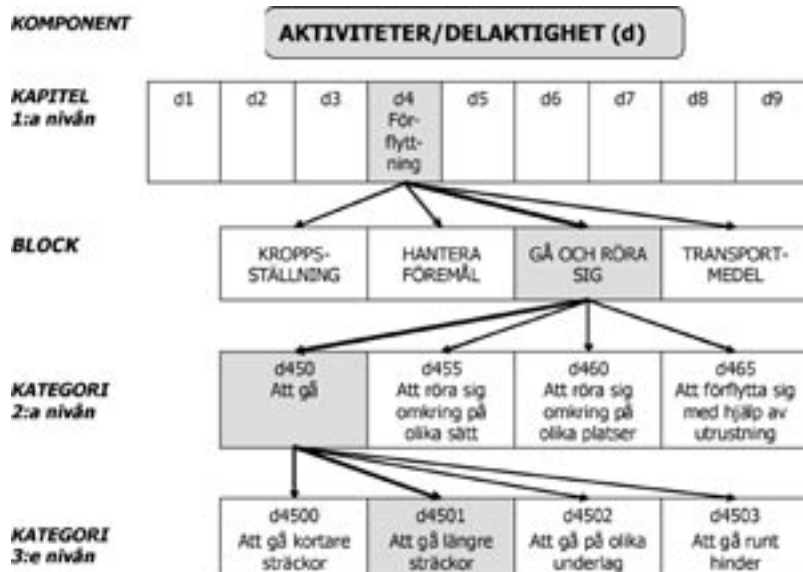 KOMPONENT
AKTIVITETER/DELAKTIGHET (d)
KAPITEL
1:a nivån
d1
d2
d3
d4
För-
flytt-
ning
d5
d6
d7
d8
d9
BLOCK
KROPPS-
STÄLLNING
HANTERA
FÖREMÅL
GÅ OCH RÖRA
SIG
TRANSPORT-
MEDEL
KATEGORI
2:a nivån
d450
Att gå
d455
Att röra sig
omkring på
olika sätt
d460
Att röra sig
omkring på
olika platser
d465
Att förflytta sig
med hjälp av
utrustning
KATEGORI
3:e nivån
d4500
Att gå kortare
sträckor
d4501
Att gå längre
sträckor
d4502
Att gå på olika
underlag
d4503
Att gå runt
hinder